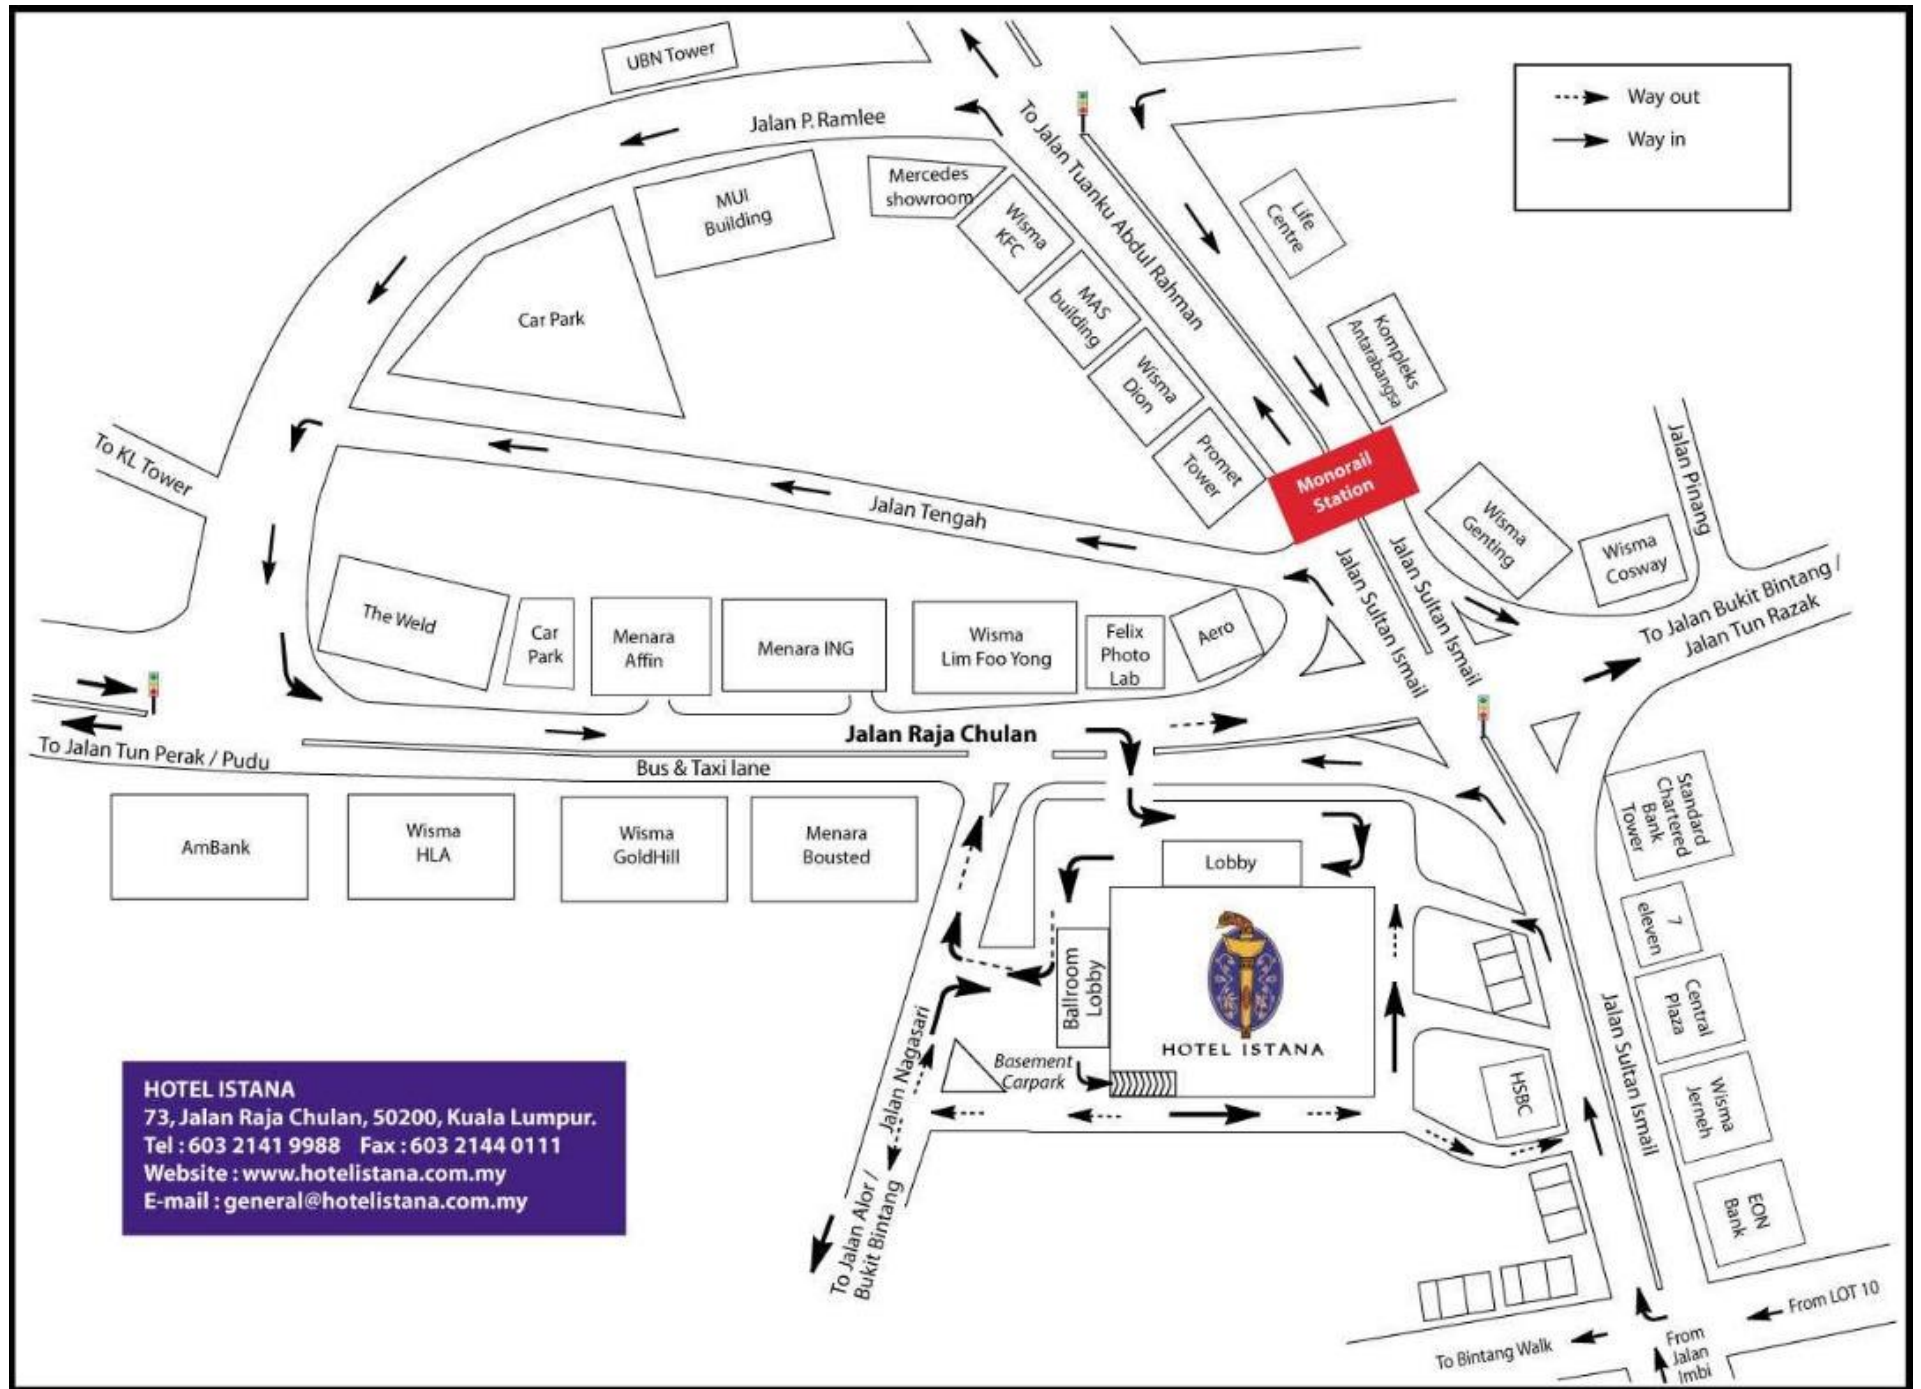 UBN Tower
Jalan P. Ramlee
To Jalan Tuanku Abdul Rahman
Way out
Way in
MUI
Building
Mercedes
showroom
Wisma
KFC
Life
Centre
Car Park
MAS
building
Kompleks
Antarabangsa
Wisma
Dion
Promet
Tower
Monorail
Station
To KL Tower
Jalan Tengah
Jalan Pinang
Wisma
Genting
Wisma
Cosway
Jalan Sultan Ismail
Jalan Sultan Ismail
To Jalan Bukit Bintang /
Jalan Tun Razak
The Weld
Car
Park
Menara
Affin
Menara ING
Wisma
Lim Foo Yong
Felix
Photo
Lab
Aero
Jalan Raja Chulan
To Jalan Tun Perak / Pudu
Bus & Taxi lane
AmBank
Wisma
HLA
Wisma
GoldHill
Menara
Bousted
Lobby
Standard
Chartered
Bank
Tower
7
eleven
Ballroom
Lobby
HOTEL ISTANA
Central
Plaza
Jalan Nagasari
Basement
Carpark
Jalan Sultan Ismail
HSBC
Wisma
Jerneh
EON
Bank
HOTEL ISTANA
73, Jalan Raja Chulan, 50200, Kuala Lumpur.
Tel : 603 2141 9988 Fax : 603 2144 0111
Website : www.hotelistana.com.my
E-mail : general@hotelistana.com.my
To Jalan Alor /
Bukit Bintang
From LOT 10
To Bintang Walk
From
Jalan
Imbi